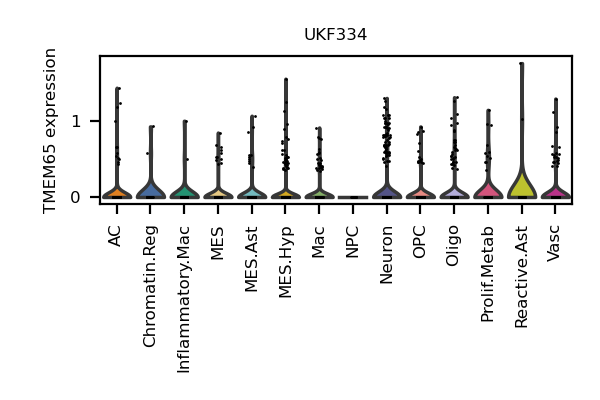 UKF334
TMEM65 expression
1
0
AC
Chromatin.Reg
Inflammatory.Mac
MES
MES.Ast
MES.Hyp
Mac
NPC
Neuron
OPC
Oligo
Prolif.Metab
Reactive.Ast
Vasc